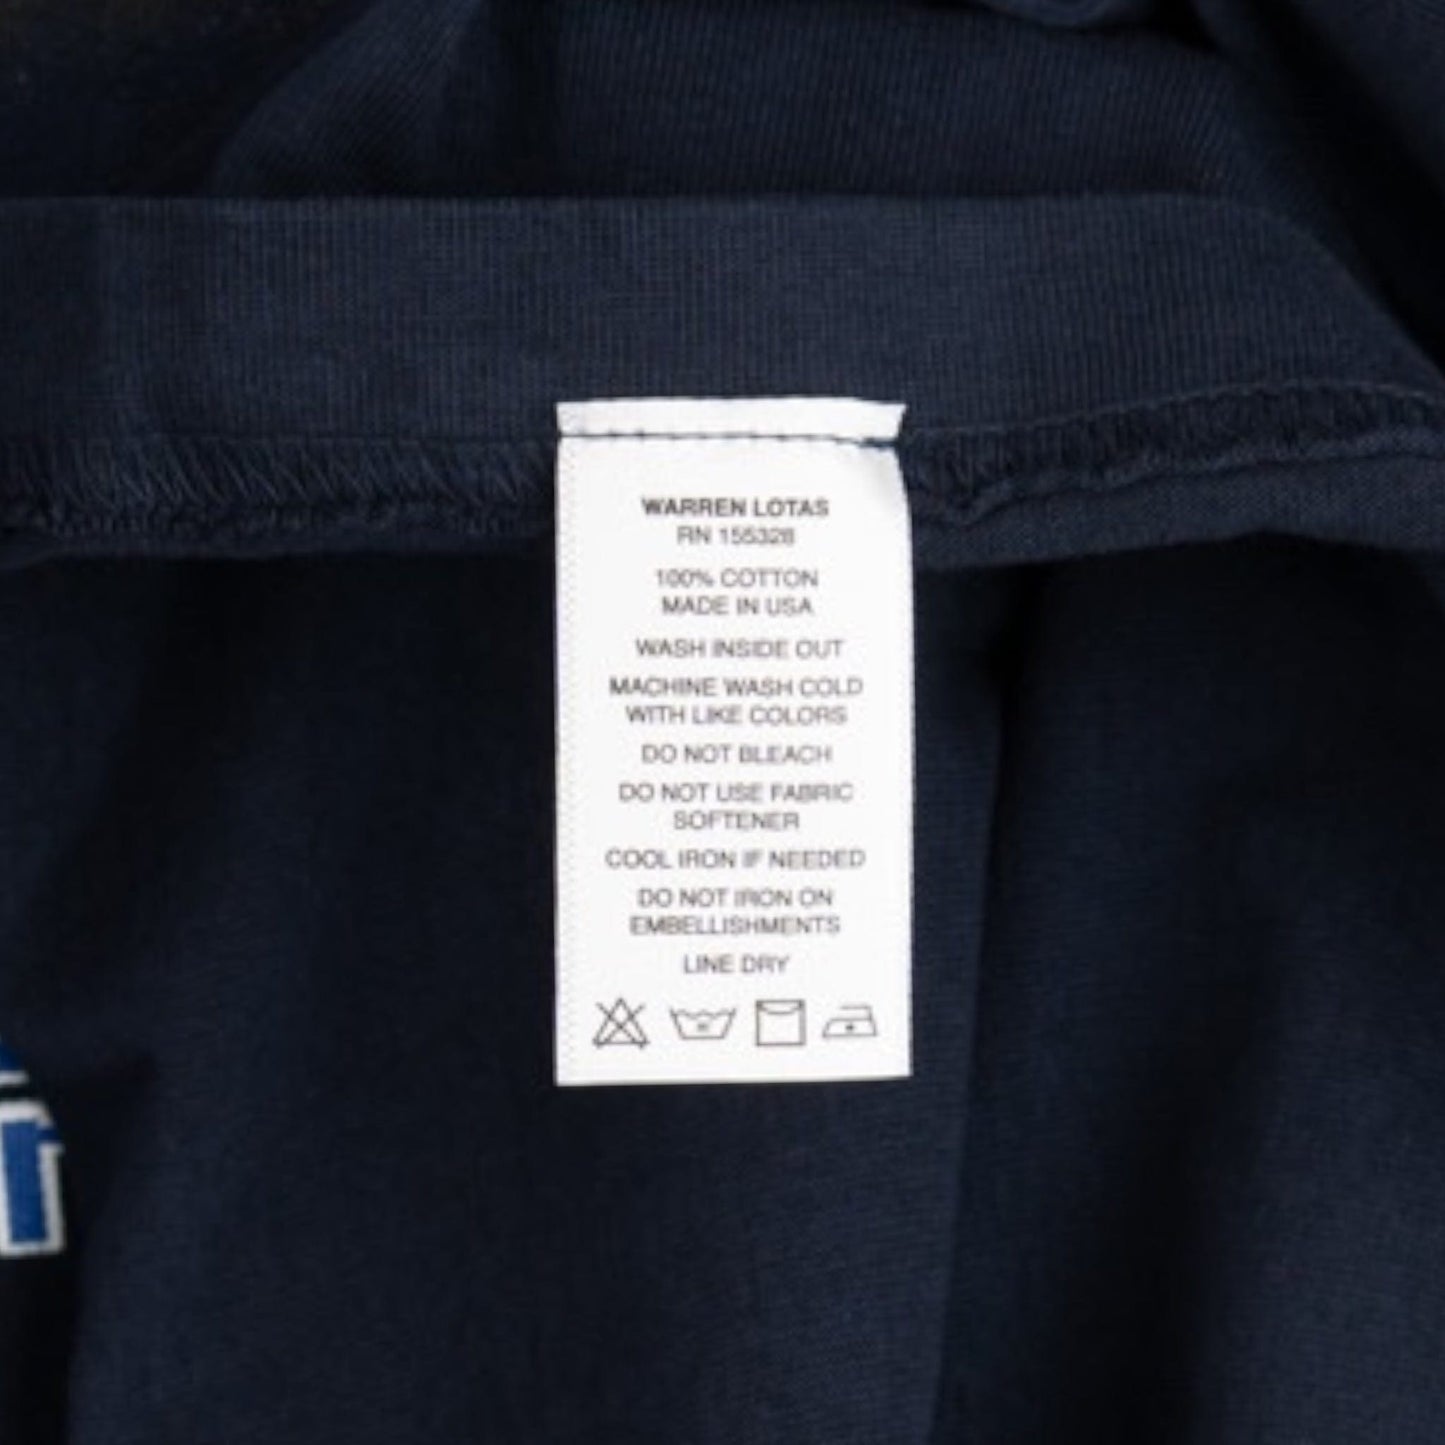 WARREN LOTAS
RN 155328
100% COTTON
MADE IN USA
WASH INSIDE OUT
MACHINE WASH COLD
WITH LIKE COLORS
DO NOT BLEACH
DO NOT USE FABRIC
SOFTENER
COOL IRON IF NEEDED
DO NOT IRON ON
EMBELLISHMENTS
LINE DRY